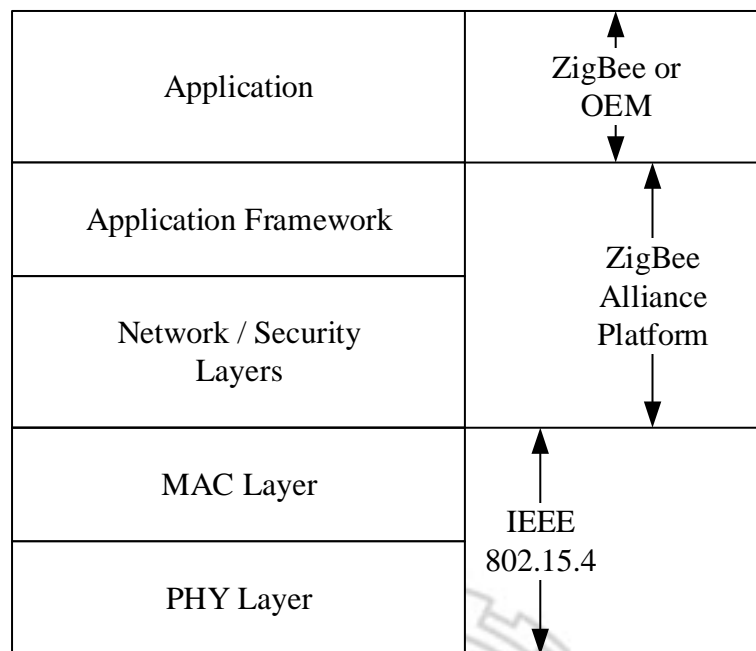 Application
ZigBee or
OEM
Application Framework
Network / Security
Layers
ZigBee
Alliance
Platform
MAC Layer
PHY Layer
IEEE
802.15.4